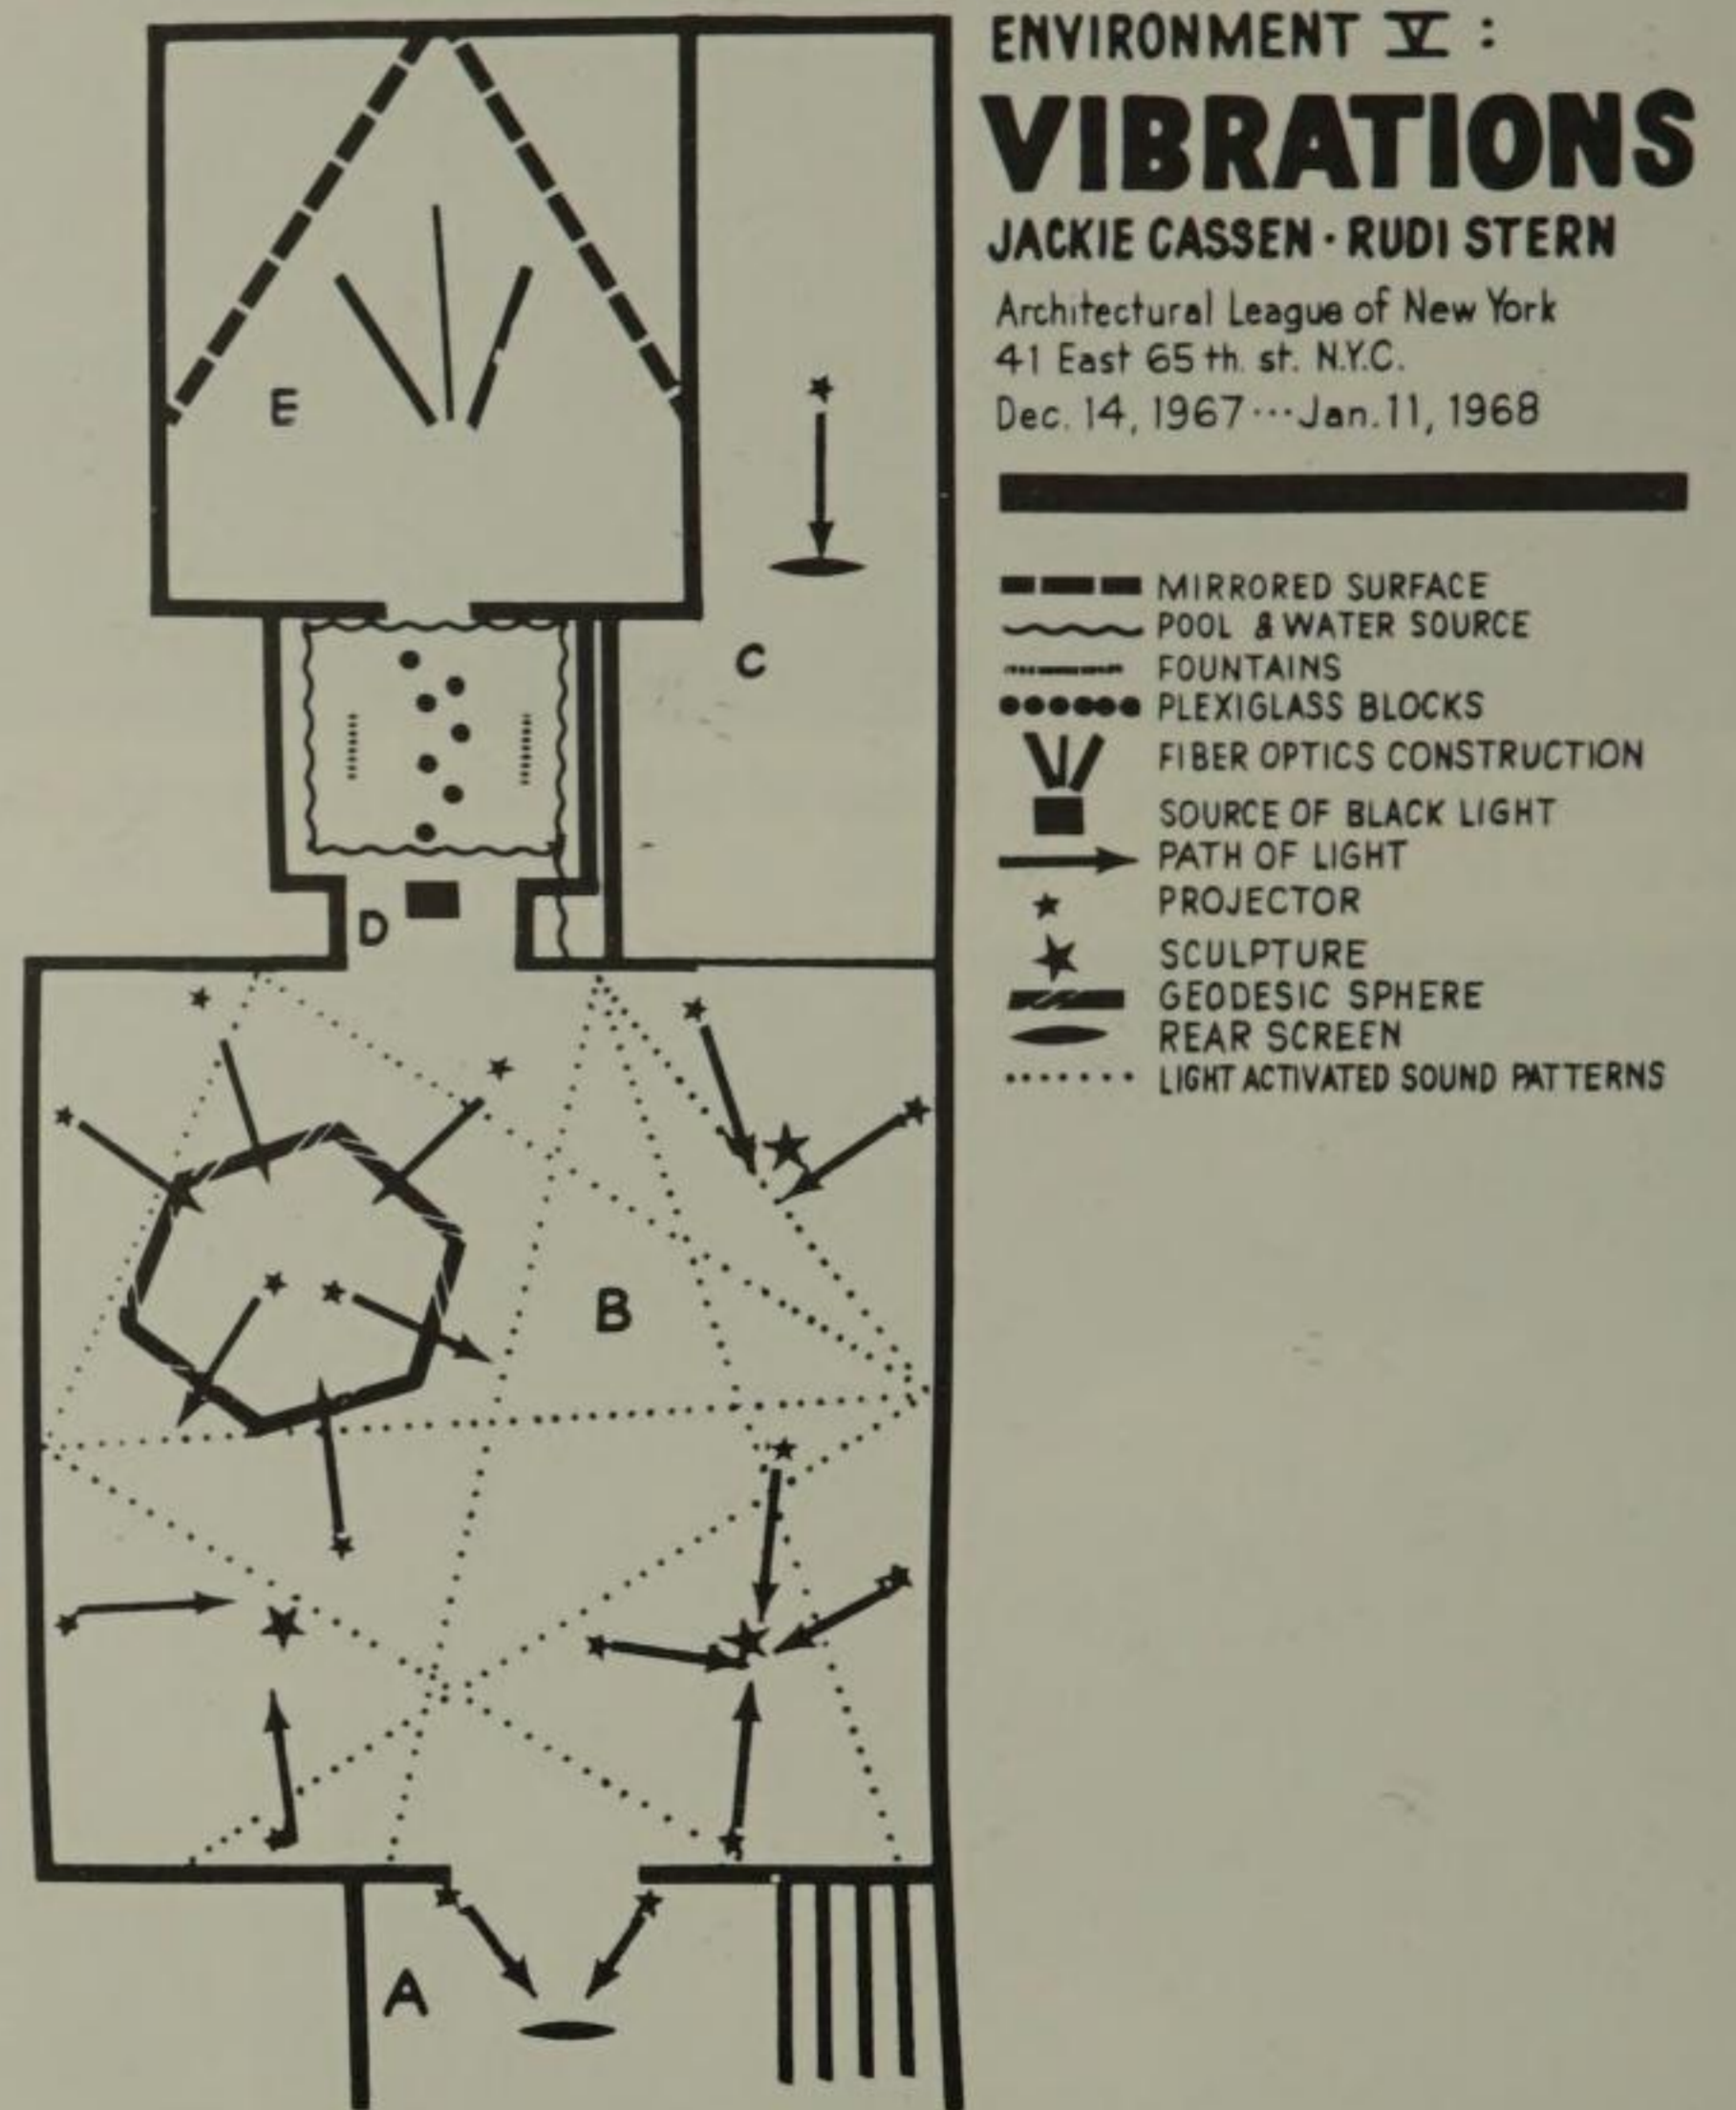 ENVIRONMENT V :
VIBRATIONS
JACKIE CASSEN · RUDI STERN
Architectural League of New York
41 East 65 th. st. N.Y.C.
Dec. 14, 1967 ··· Jan. 11, 1968
MIRRORED SURFACE
POOL & WATER SOURCE
FOUNTAINS
PLEXIGLASS BLOCKS
FIBER OPTICS CONSTRUCTION
SOURCE OF BLACK LIGHT
PATH OF LIGHT
PROJECTOR
SCULPTURE
GEODESIC SPHERE
REAR SCREEN
LIGHT ACTIVATED SOUND PATTERNS
E
C
D
B
A